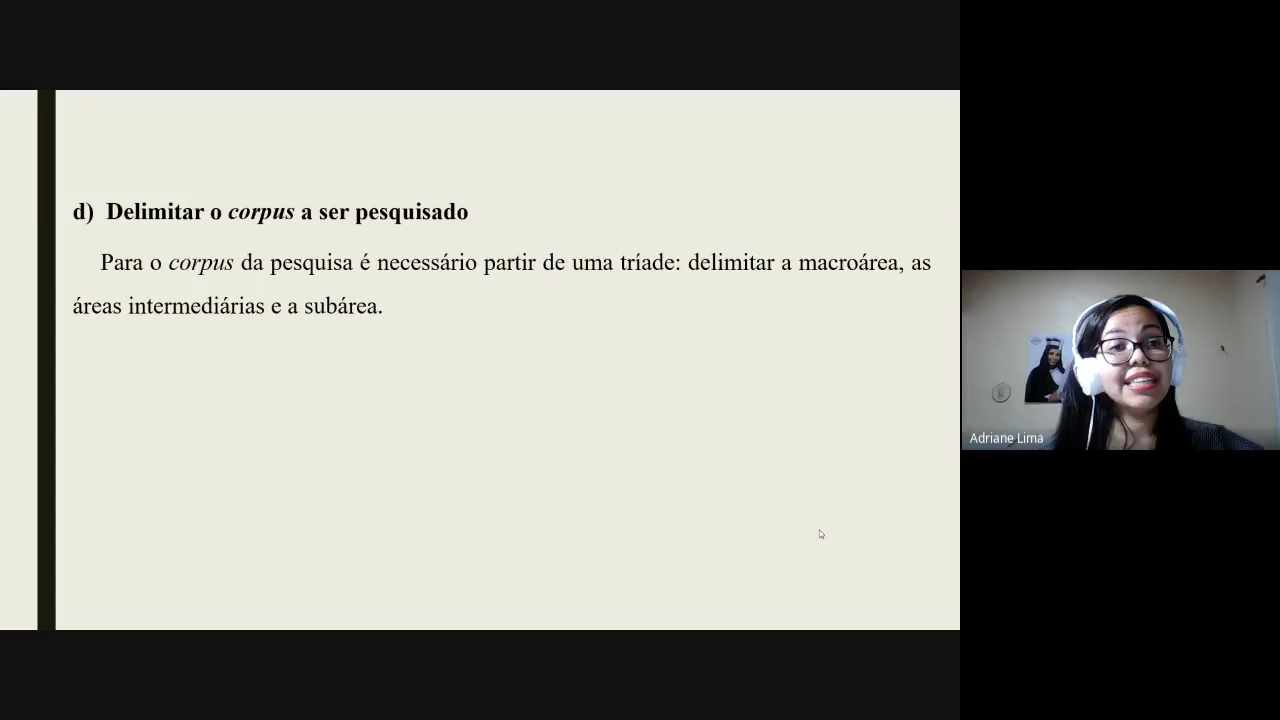 d) Delimitar o corpus a ser pesquisado
Para o corpus da pesquisa é necessário partir de uma tríade: delimitar a macroárea, as
áreas intermediárias e a subárea.
Adriane Lima